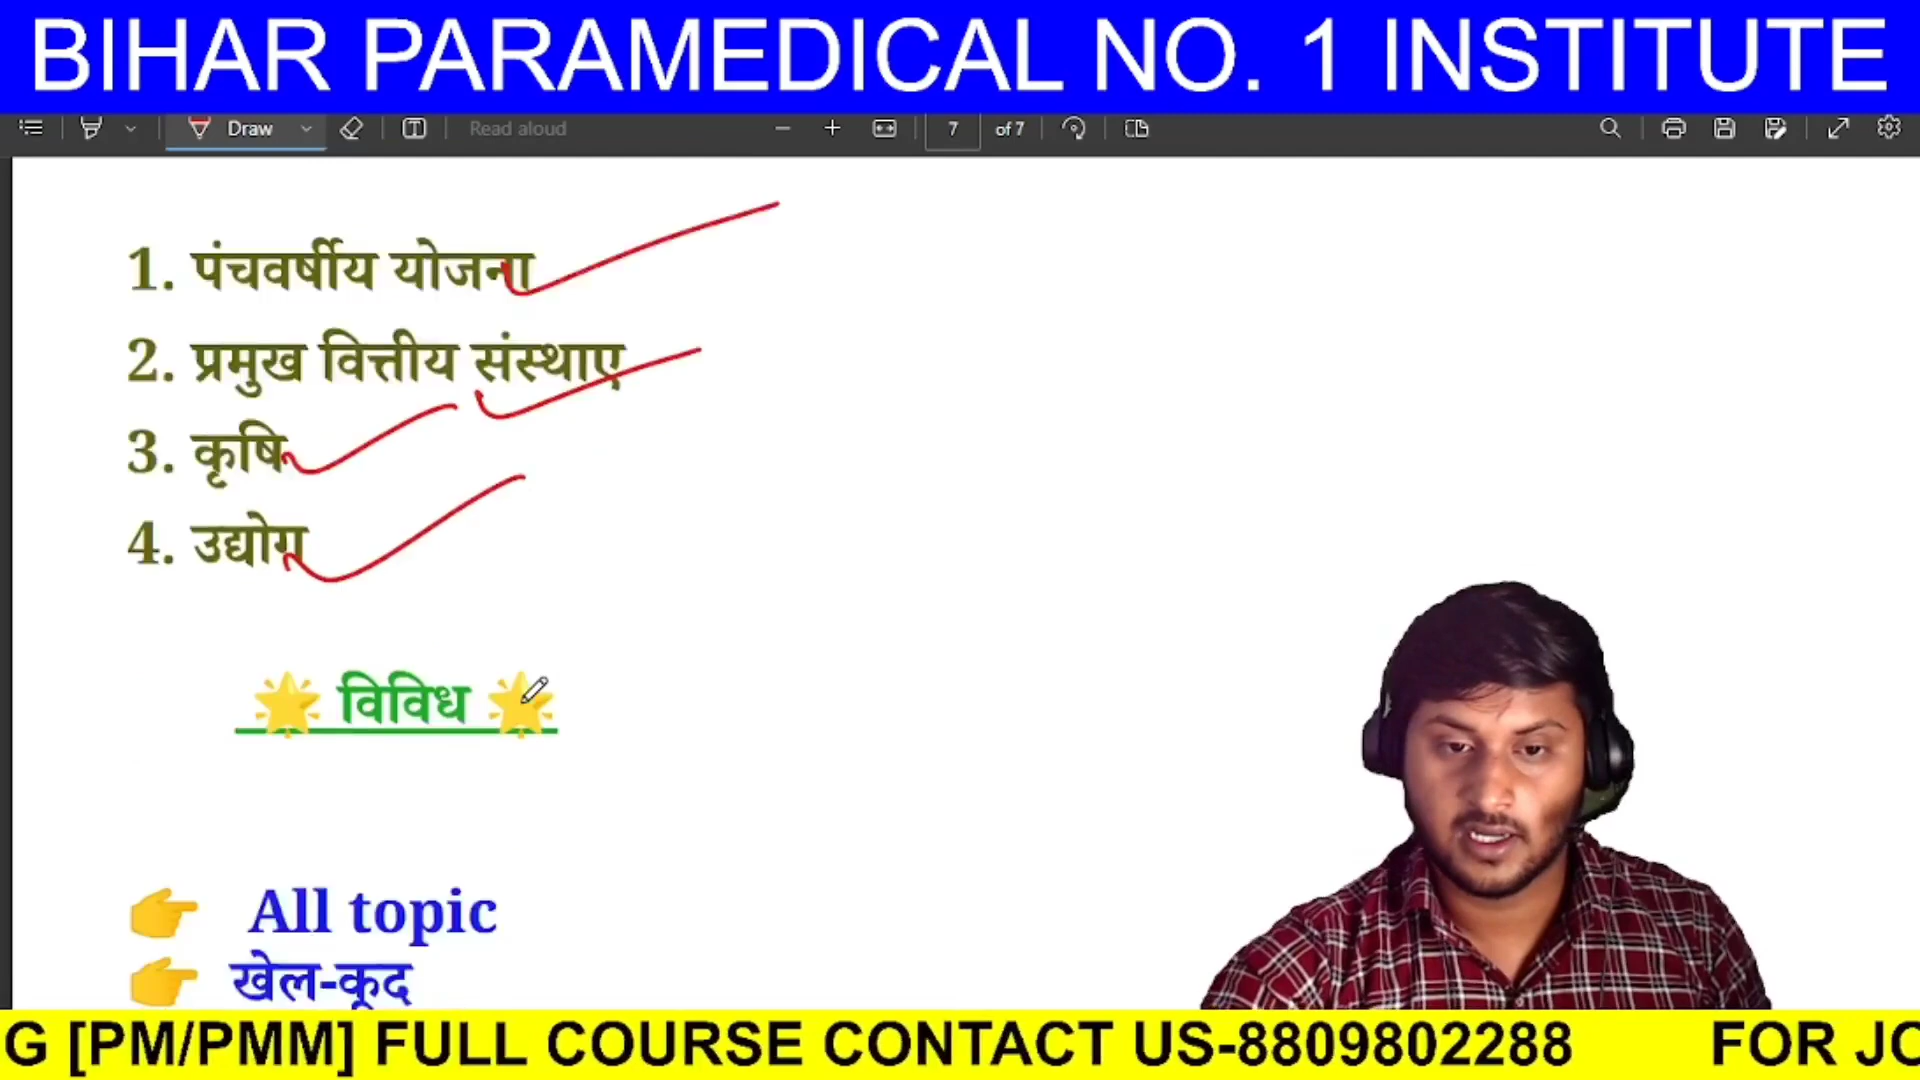 BIHAR PARAMEDICAL NO. 1 INSTITUTE
Draw Read aloud 7 of 7
1. पंचवर्षीय योजना
2. प्रमुख वित्तीय संस्थाए
3. कृषि
4. उद्योग
विविध
All topic
खेल-कूद
G [PM/PMM] FULL COURSE CONTACT US-8809802288 FOR JO